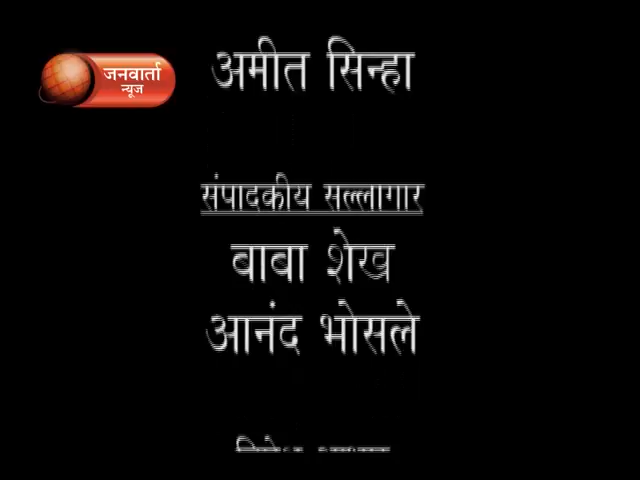 जनवार्ता
न्यूज
अमीत सिन्हा
संपादकीय सल्लागार
बाबा शेख
आनंद भोसले